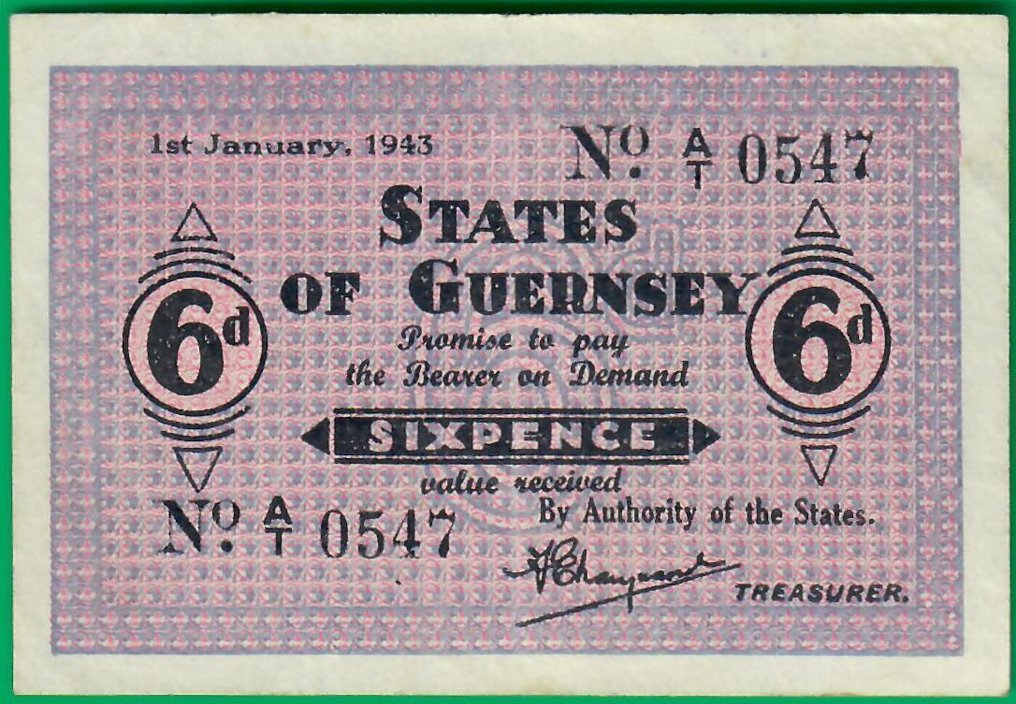 1st January, 1943
No. A/T 0547
STATES
OF GUERNSEY
6d
6d
Promise to pay
the Bearer on Demand
SIXPENCE
value received
By Authority of the States.
No. A/T 0547
TREASURER.